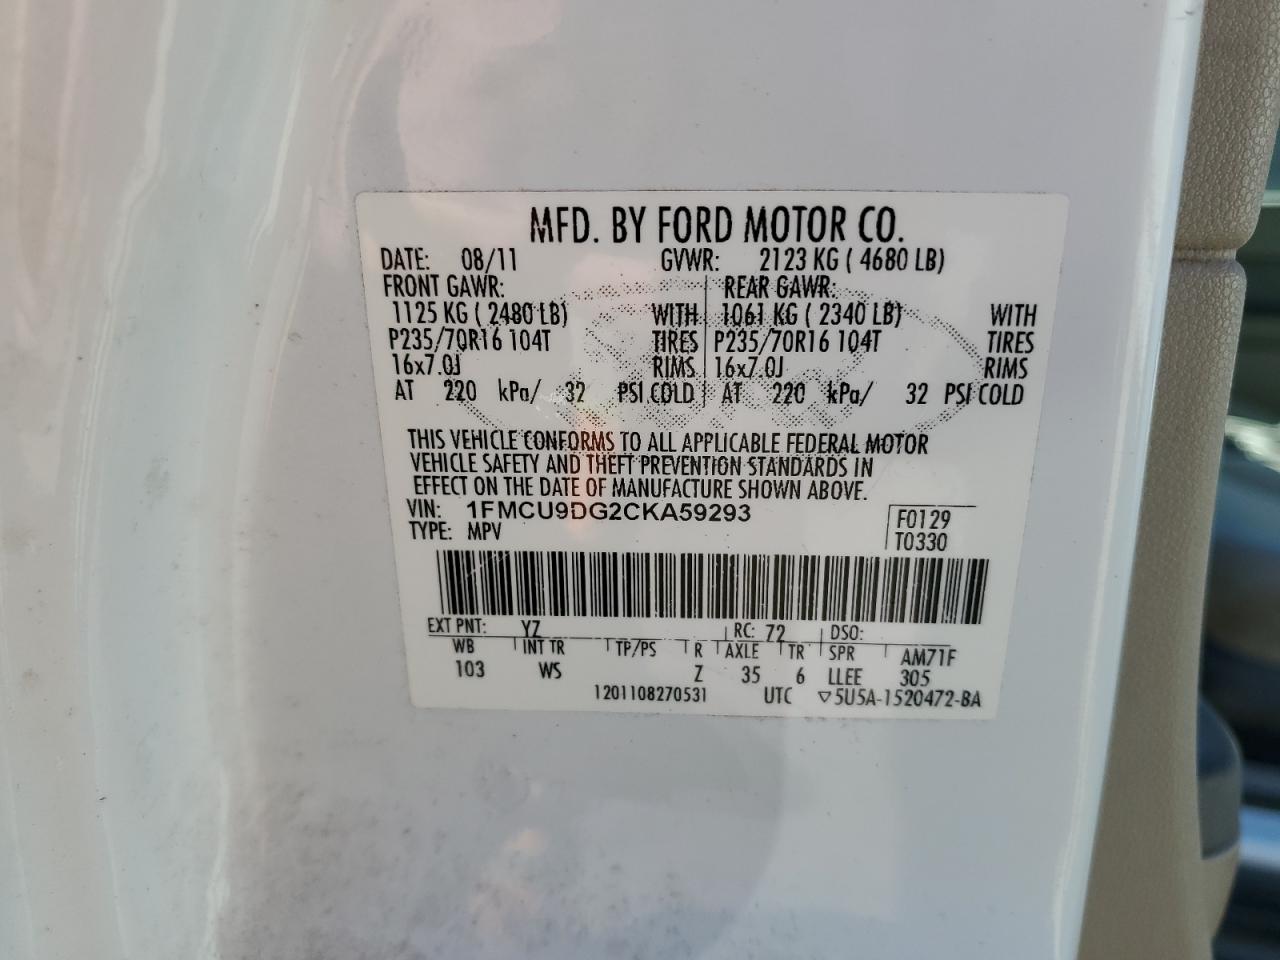 MFD. BY FORD MOTOR CO.
DATE: 08/11 GVWR: 2123 KG ( 4680 LB)
FRONT GAWR: REAR GAWR:
1125 KG ( 2480 LB) WITH 1061 KG ( 2340 LB) WITH
P235/70R16 104T TIRES P235/70R16 104T TIRES
16x7.0J RIMS 16x7.0J RIMS
AT 220 kPa/ 32 PSI COLD AT 220 kPa/ 32 PSI COLD
THIS VEHICLE CONFORMS TO ALL APPLICABLE FEDERAL MOTOR
VEHICLE SAFETY AND THEFT PREVENTION STANDARDS IN
EFFECT ON THE DATE OF MANUFACTURE SHOWN ABOVE.
VIN: 1FMCU9DG2CKA59293 F0129
TYPE: MPV T0330
EXT PNT: YZ RC: 72 DSO:
WB INT TR TP/PS R AXLE TR SPR AM71F
103 WS Z 35 6 LLEE 305
1201108270531 UTC ▽5U5A-1520472-BA